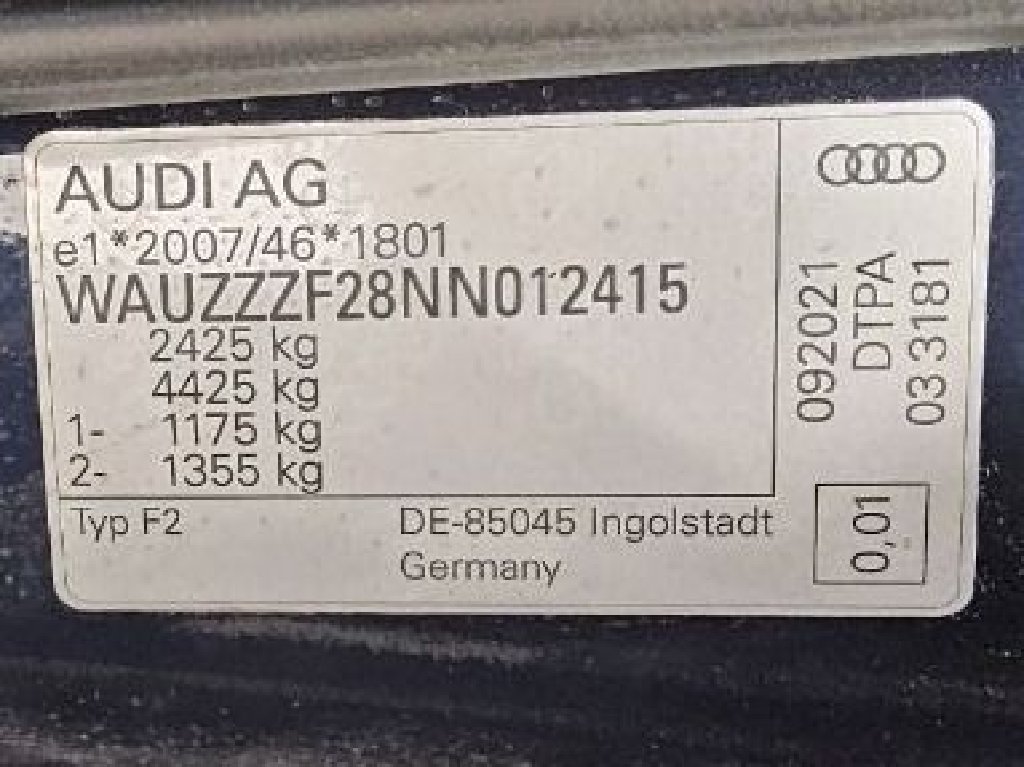 AUDI AG
e1*2007/46*1801
WAUZZZF28NN012415
2425 kg
4425 kg
1- 1175 kg
2- 1355 kg
Typ F2
DE-85045 Ingolstadt
Germany
092021
DTPA
03 3181
0,01